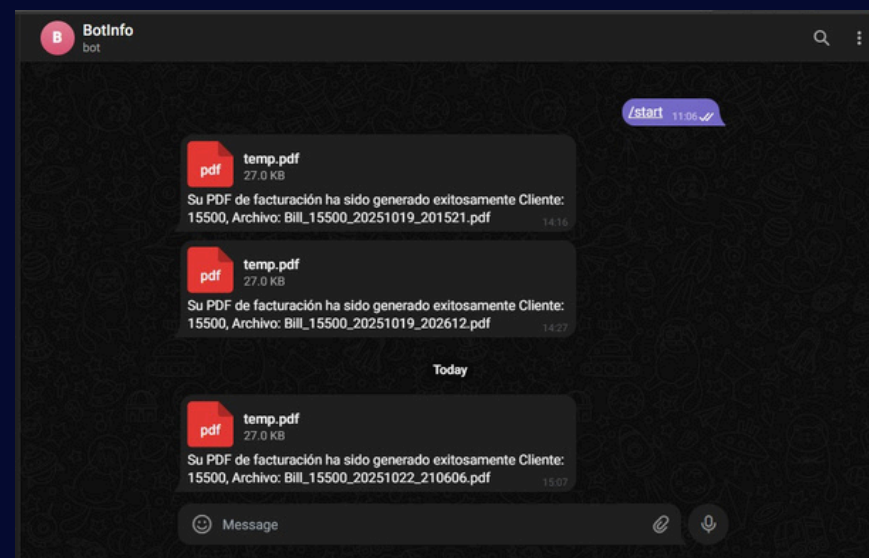 B
BotInfo
bot
/start 11:06
pdf
temp.pdf
27.0 KB
Su PDF de facturación ha sido generado exitosamente Cliente:
15500, Archivo: Bill_15500_20251019_201521.pdf
14:16
pdf
temp.pdf
27.0 KB
Su PDF de facturación ha sido generado exitosamente Cliente:
15500, Archivo: Bill_15500_20251019_202612.pdf
14:27
Today
pdf
temp.pdf
27.0 KB
Su PDF de facturación ha sido generado exitosamente Cliente:
15500, Archivo: Bill_15500_20251022_210606.pdf
15:07
Message